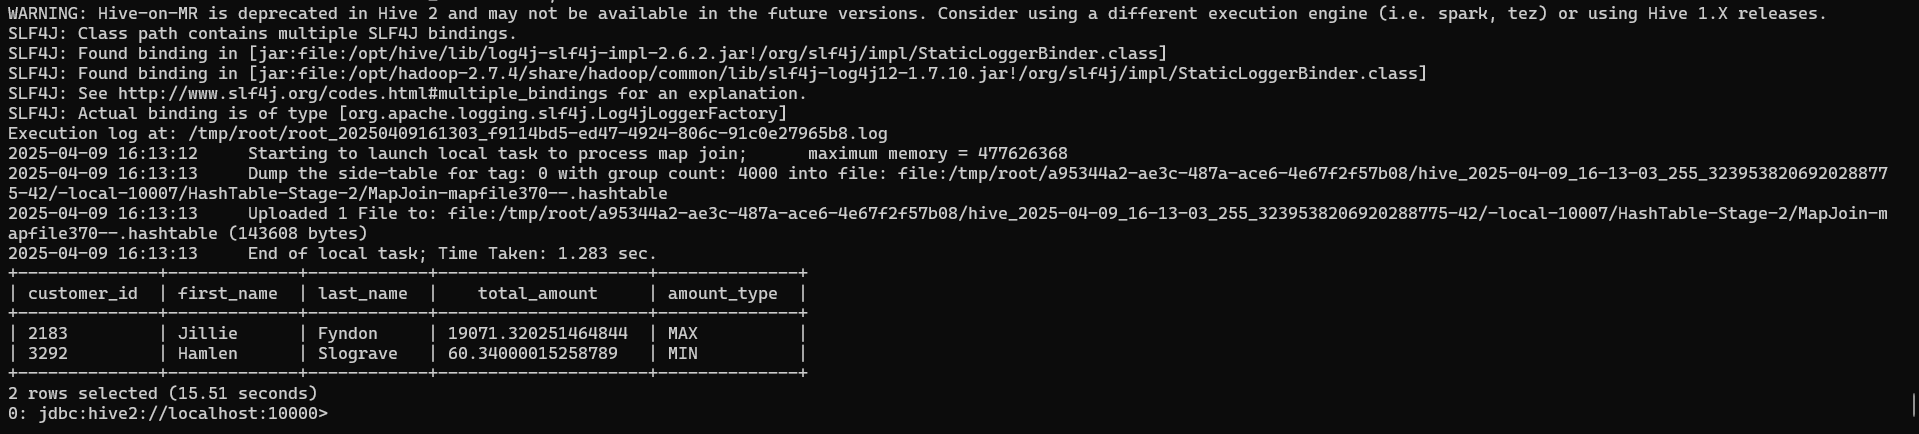 WARNING: Hive-on-MR is deprecated in Hive 2 and may not be available in the future versions. Consider using a different execution engine (i.e. spark, tez) or using Hive 1.X releases.
SLF4J: Class path contains multiple SLF4J bindings.
SLF4J: Found binding in [jar:file:/opt/hive/lib/log4j-slf4j-impl-2.6.2.jar!/org/slf4j/impl/StaticLoggerBinder.class]
SLF4J: Found binding in [jar:file:/opt/hadoop-2.7.4/share/hadoop/common/lib/slf4j-log4j12-1.7.10.jar!/org/slf4j/impl/StaticLoggerBinder.class]
SLF4J: See http://www.slf4j.org/codes.html#multiple_bindings for an explanation.
SLF4J: Actual binding is of type [org.apache.logging.slf4j.Log4jLoggerFactory]
Execution log at: /tmp/root/root_20250409161303_f9114bd5-ed47-4924-806c-91c0e27965b8.log
2025-04-09 16:13:12     Starting to launch local task to process map join;      maximum memory = 477626368
2025-04-09 16:13:13     Dump the side-table for tag: 0 with group count: 4000 into file: file:/tmp/root/a95344a2-ae3c-487a-ace6-4e67f2f57b08/hive_2025-04-09_16-13-03_255_323953820692028877
5-42/-local-10007/HashTable-Stage-2/MapJoin-mapfile370--.hashtable
2025-04-09 16:13:13     Uploaded 1 File to: file:/tmp/root/a95344a2-ae3c-487a-ace6-4e67f2f57b08/hive_2025-04-09_16-13-03_255_3239538206920288775-42/-local-10007/HashTable-Stage-2/MapJoin-m
apfile370--.hashtable (143608 bytes)
2025-04-09 16:13:13     End of local task; Time Taken: 1.283 sec.
+--------------+-------------+------------+---------------------+--------------+
| customer_id  | first_name  | last_name  |    total_amount     | amount_type  |
+--------------+-------------+------------+---------------------+--------------+
| 2183         | Jillie      | Fyndon     | 19071.320251464844  | MAX          |
| 3292         | Hamlen      | Slograve   | 60.34000015258789   | MIN          |
+--------------+-------------+------------+---------------------+--------------+
2 rows selected (15.51 seconds)
0: jdbc:hive2://localhost:10000>